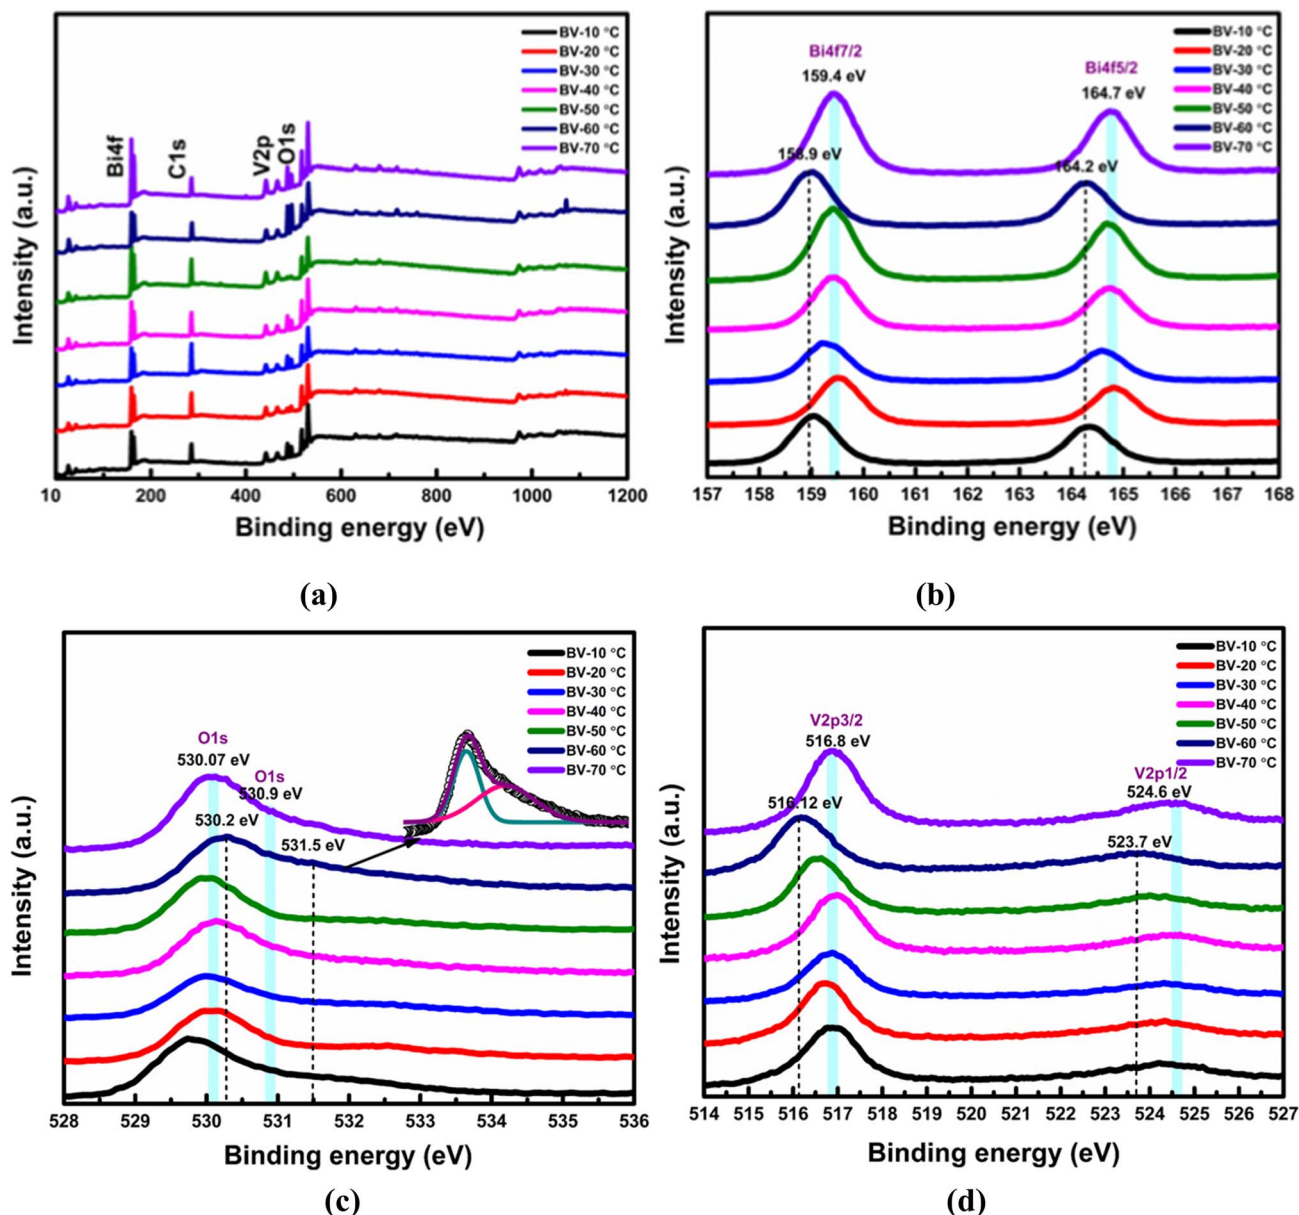 BV-10 °C
BV-20 °C
BV-30 °C
BV-40 °C
BV-50 °C
BV-60 °C
BV-70 °C
Bi4f
C1s
V2p
O1s
Intensity (a.u.)
10 200 400 600 800 1000 1200
Binding energy (eV)
(a)
BV-10 °C
BV-20 °C
BV-30 °C
BV-40 °C
BV-50 °C
BV-60 °C
BV-70 °C
Bi4f7/2
159.4 eV
Bi4f5/2
164.7 eV
158.9 eV
164.2 eV
Intensity (a.u.)
157 158 159 160 161 162 163 164 165 166 167 168
Binding energy (eV)
(b)
BV-10 °C
BV-20 °C
BV-30 °C
BV-40 °C
BV-50 °C
BV-60 °C
BV-70 °C
O1s
530.07 eV
O1s
530.9 eV
530.2 eV
531.5 eV
Intensity (a.u.)
528 529 530 531 532 533 534 535 536
Binding energy (eV)
(c)
BV-10 °C
BV-20 °C
BV-30 °C
BV-40 °C
BV-50 °C
BV-60 °C
BV-70 °C
V2p3/2
516.8 eV
V2p1/2
524.6 eV
516.12 eV
523.7 eV
Intensity (a.u.)
514 515 516 517 518 519 520 521 522 523 524 525 526 527
Binding energy (eV)
(d)